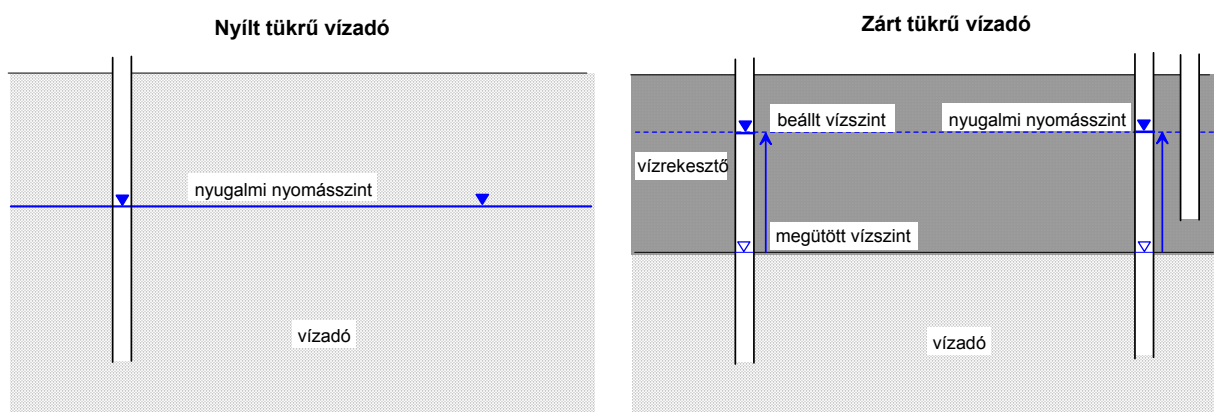 Nyílt tükrű vízadó
nyugalmi nyomásszint
vízadó
Zárt tükrű vízadó
beállt vízszint
nyugalmi nyomásszint
vízrekesztő
megütött vízszint
vízadó